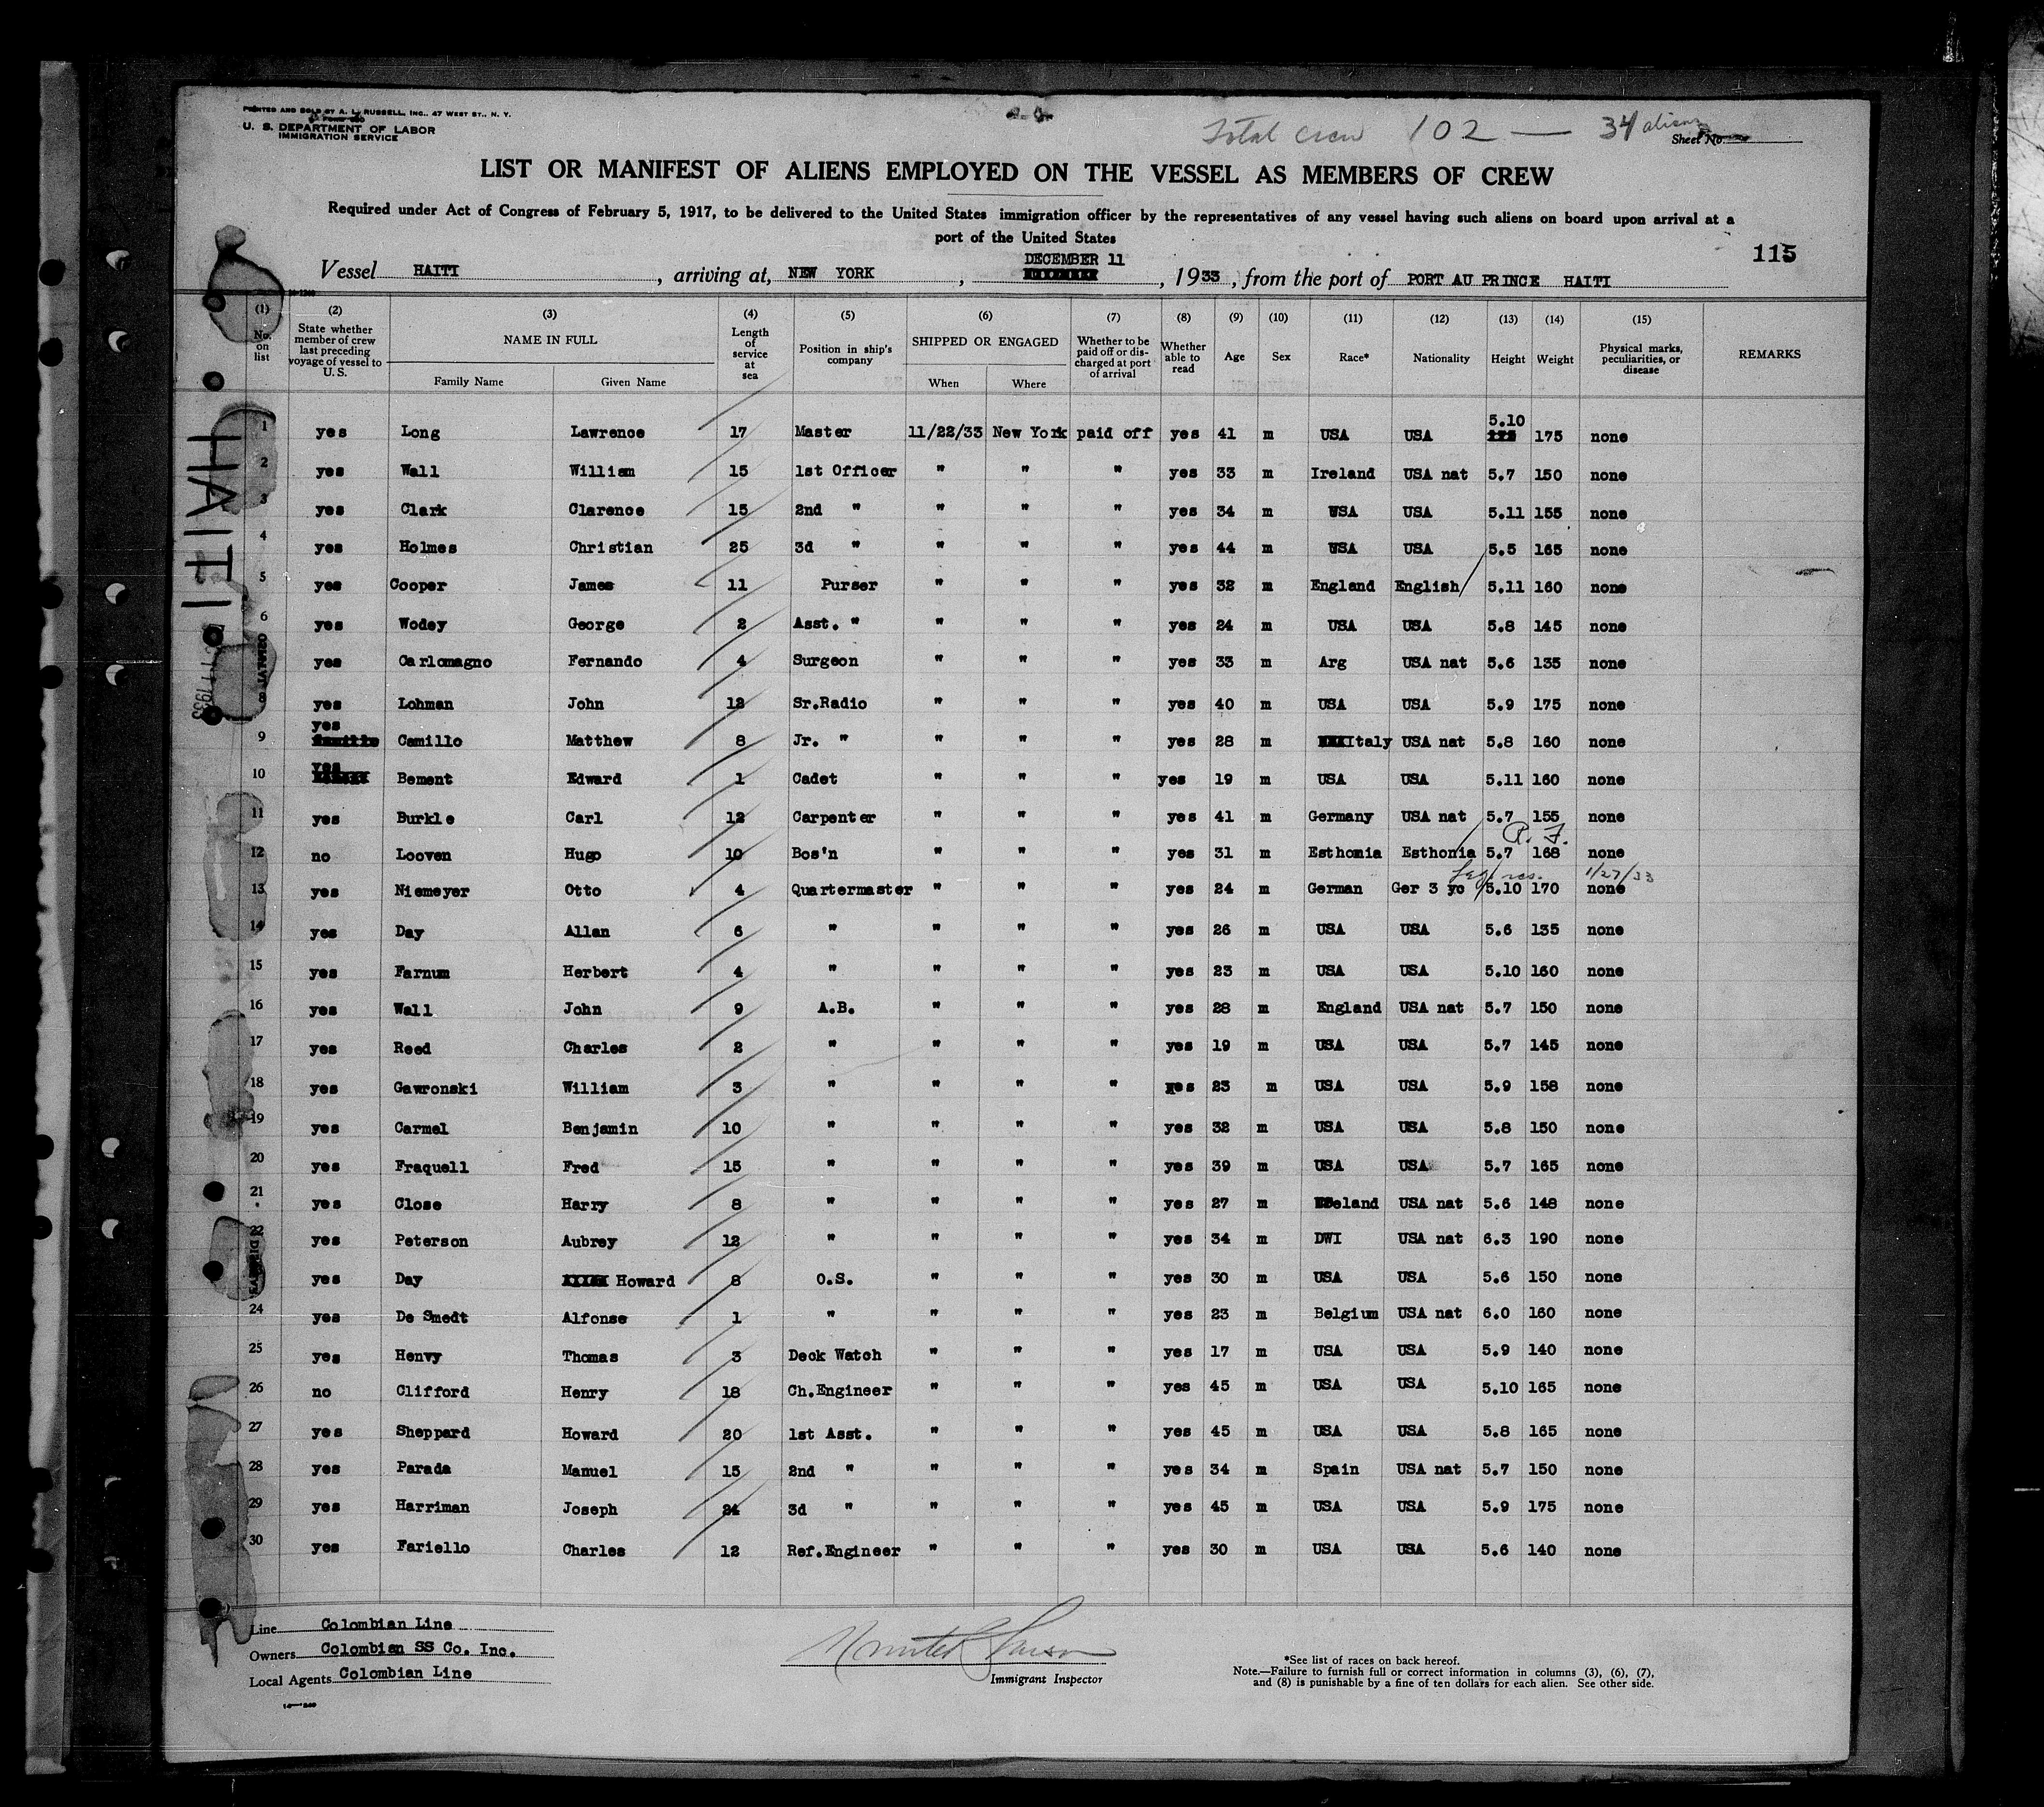 PRINTED AND SOLD BY A. L. RUSSELL, INC., 47 WEST ST., N. Y.
U. S. DEPARTMENT OF LABOR
IMMIGRATION SERVICE
Total crew 102 — 34 aliens
Sheet No.
LIST OR MANIFEST OF ALIENS EMPLOYED ON THE VESSEL AS MEMBERS OF CREW
Required under Act of Congress of February 5, 1917, to be delivered to the United States immigration officer by the representatives of any vessel having such aliens on board upon arrival at a
port of the United States
115
Vessel HAITI, arriving at, NEW YORK, DECEMBER 11, 1933, from the port of PORT AU PRINCE HAITI
(1) No. on list (2) State whether member of crew last preceding voyage of vessel to U. S. (3) NAME IN FULL Family Name Given Name (4) Length of service at sea (5) Position in ship's company (6) SHIPPED OR ENGAGED When Where (7) Whether to be paid off or discharged at port of arrival (8) Whether able to read (9) Age (10) Sex (11) Race* (12) Nationality (13) Height (14) Weight (15) Physical marks, peculiarities, or disease REMARKS
1 yes Long Lawrence 17 Master 11/22/33 New York paid off yes 41 m USA USA 5.10 175 none
2 yes Wall William 15 1st Officer " " " yes 33 m Ireland USA nat 5.7 150 none
3 yes Clark Clarence 15 2nd " " " " yes 34 m USA USA 5.11 155 none
4 yes Holmes Christian 25 3d " " " " yes 44 m USA USA 5.5 165 none
5 yes Cooper James 11 Purser " " " yes 32 m England English 5.11 160 none
6 yes Wodey George 2 Asst. " " " " yes 24 m USA USA 5.8 145 none
yes Carlomagno Fernando 4 Surgeon " " " yes 33 m Arg USA nat 5.6 135 none
8 yes Lohman John 12 Sr.Radio " " " yes 40 m USA USA 5.9 175 none
9 yes Camillo Matthew 8 Jr. " " " " yes 28 m Italy USA nat 5.8 160 none
10 yes Bement Edward 1 Cadet " " " yes 19 m USA USA 5.11 160 none
11 yes Burkle Carl 12 Carpenter " " " yes 41 m Germany USA nat 5.7 155 none
P. F.
12 no Looven Hugo 10 Bos'n " " " yes 31 m Esthonia Esthonia 5.7 168 none
Leg. res. 1/27/33
13 yes Niemeyer Otto 4 Quartermaster " " " yes 24 m German Ger 3 yo 5.10 170 none
14 yes Day Allan 6 " " " " yes 26 m USA USA 5.6 135 none
15 yes Farnum Herbert 4 " " " " yes 23 m USA USA 5.10 160 none
16 yes Wall John 9 A.B. " " " yes 28 m England USA nat 5.7 150 none
17 yes Reed Charles 2 " " " " yes 19 m USA USA 5.7 145 none
18 yes Gawronski William 3 " " " " yes 23 m USA USA 5.9 158 none
19 yes Carmel Benjamin 10 " " " " yes 32 m USA USA 5.8 150 none
20 yes Fraquell Fred 15 " " " " yes 39 m USA USA 5.7 165 none
21 yes Close Harry 8 " " " " yes 27 m eland USA nat 5.6 148 none
22 yes Peterson Aubrey 12 " " " " yes 34 m DWI USA nat 6.3 190 none
yes Day Howard 8 O.S. " " " yes 30 m USA USA 5.6 150 none
24 yes De Smedt Alfonse 1 " " " " yes 23 m Belgium USA nat 6.0 160 none
25 yes Henvy Thomas 3 Deck Watch " " " yes 17 m USA USA 5.9 140 none
26 no Clifford Henry 18 Ch.Engineer " " " yes 45 m USA USA 5.10 165 none
27 yes Sheppard Howard 20 1st Asst. " " " yes 45 m USA USA 5.8 165 none
28 yes Parada Manuel 15 2nd " " " " yes 34 m Spain USA nat 5.7 150 none
29 yes Harriman Joseph 24 3d " " " " yes 45 m USA USA 5.9 175 none
30 yes Fariello Charles 12 Ref.Engineer " " " yes 30 m USA USA 5.6 140 none
HAITI
Line Colombian Line
Owners Colombian SS Co. Inc.
Local Agents Colombian Line
Immigrant Inspector
*See list of races on back hereof.
Note.—Failure to furnish full or correct information in columns (3), (6), (7),
and (8) is punishable by a fine of ten dollars for each alien. See other side.